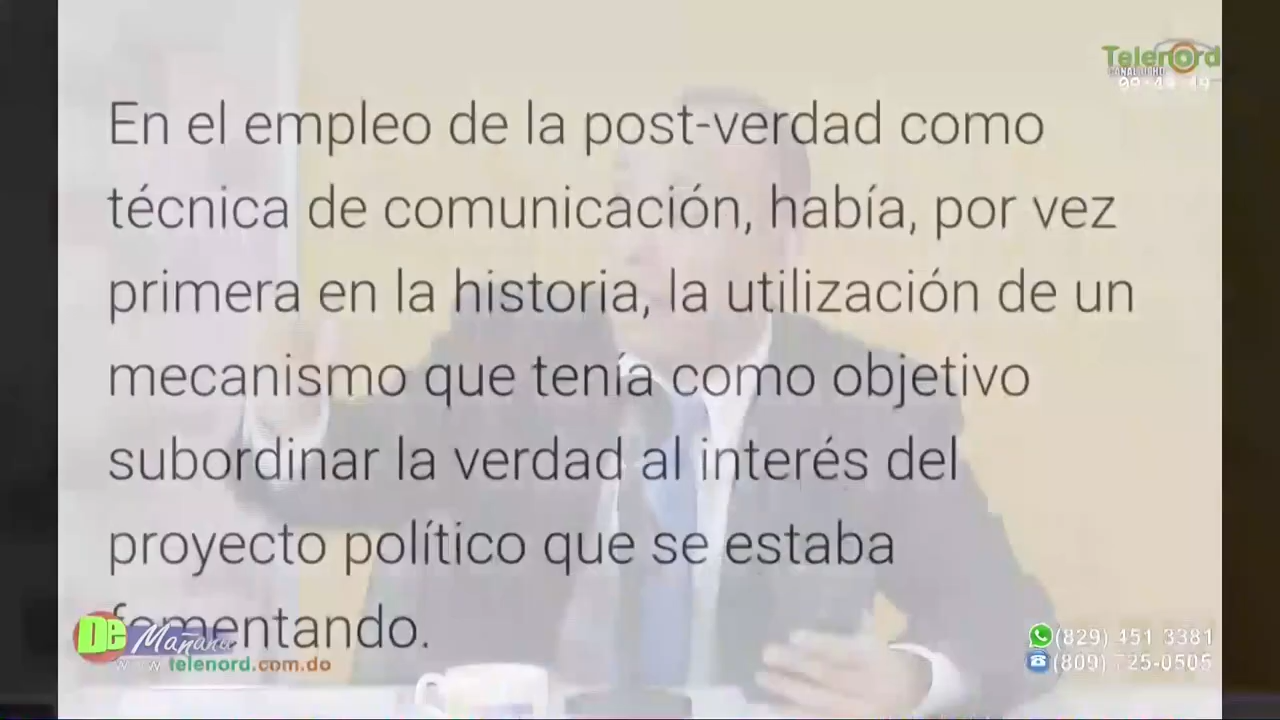 Telenord
En el empleo de la post-verdad como
técnica de comunicación, había, por vez
primera en la historia, la utilización de un
mecanismo que tenía como objetivo
subordinar la verdad al interés del
proyecto político que se estaba
fomentando.
De Mañana
www.telenord.com.do
(829) 451 3381
(809) 725-0505